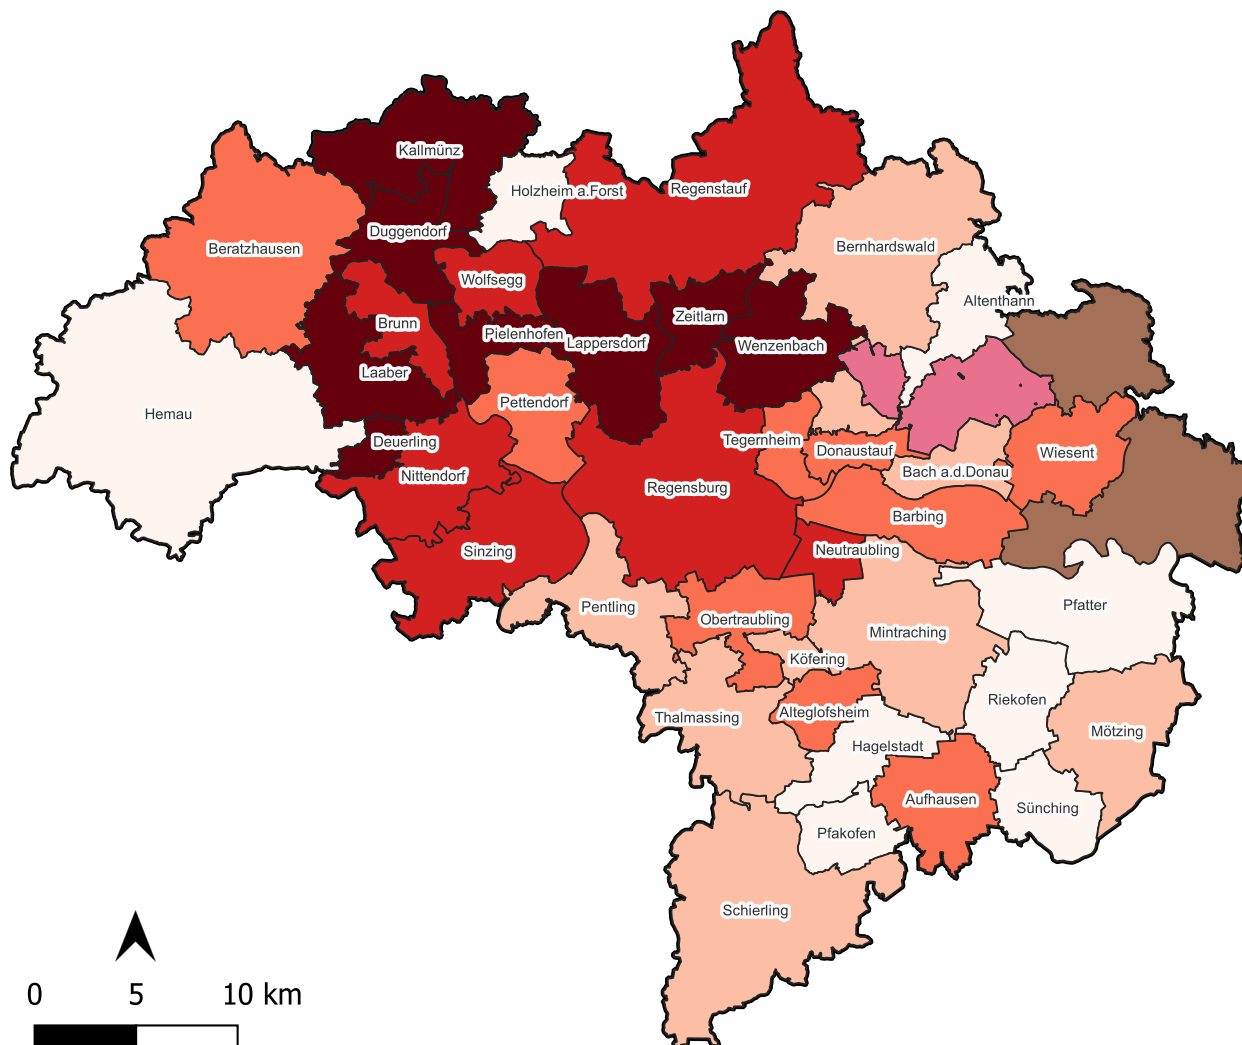 Kallmünz
Holzheim a.Forst
Regenstauf
Duggendorf
Beratzhausen
Bernhardswald
Wolfsegg
Altenthann
Brunn
Pielenhofen
Lappersdorf
Zeitlarn
Wenzenbach
Laaber
Pettendorf
Hemau
Deuerling
Tegernheim
Donaustauf
Wiesent
Nittendorf
Bach a.d.Donau
Regensburg
Barbing
Sinzing
Neutraubling
Pentling
Pfatter
Obertraubling
Mintraching
Köfering
Riekofen
Thalmassing
Alteglofsheim
Mötzing
Hagelstadt
Aufhausen
Sünching
Pfakofen
Schierling
0 5 10 km